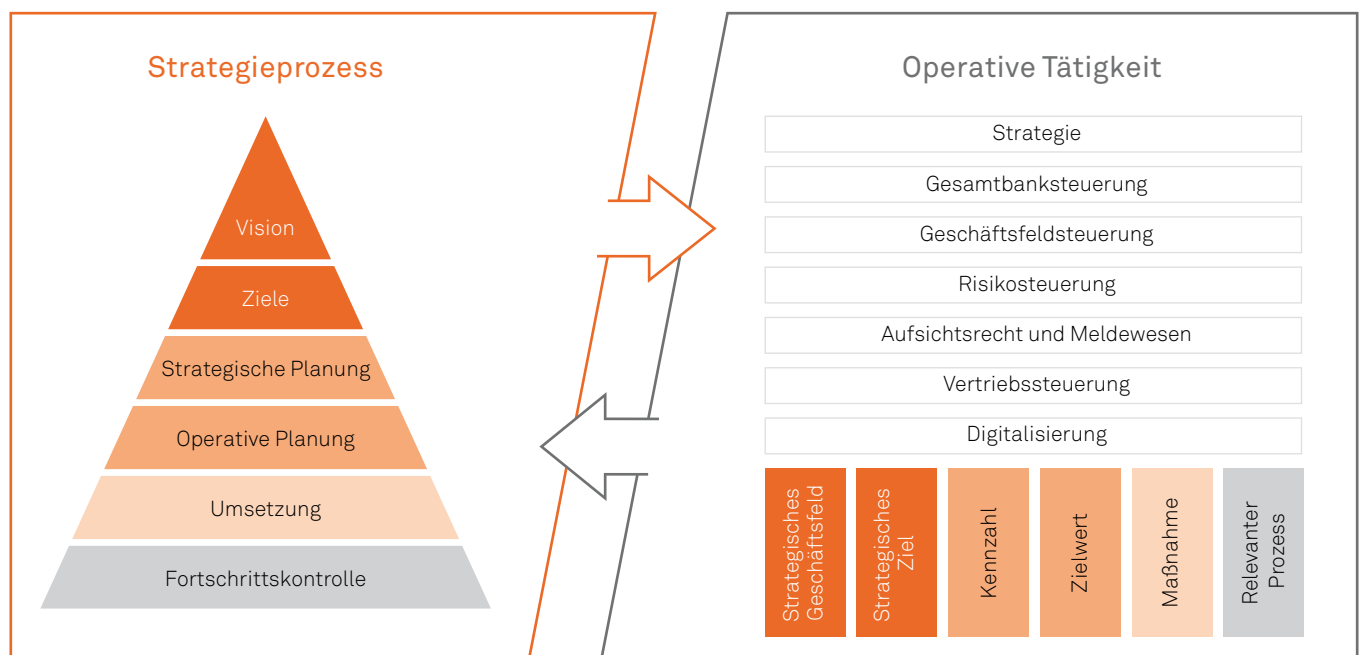 Strategieprozess
Vision
Ziele
Strategische Planung
Operative Planung
Umsetzung
Fortschrittskontrolle
Operative Tätigkeit
Strategie
Gesamtbanksteuerung
Geschäftsfeldsteuerung
Risikosteuerung
Aufsichtsrecht und Meldewesen
Vertriebssteuerung
Digitalisierung
Strategisches
Geschäftsfeld
Strategisches
Ziel
Kennzahl
Zielwert
Maßnahme
Relevanter
Prozess